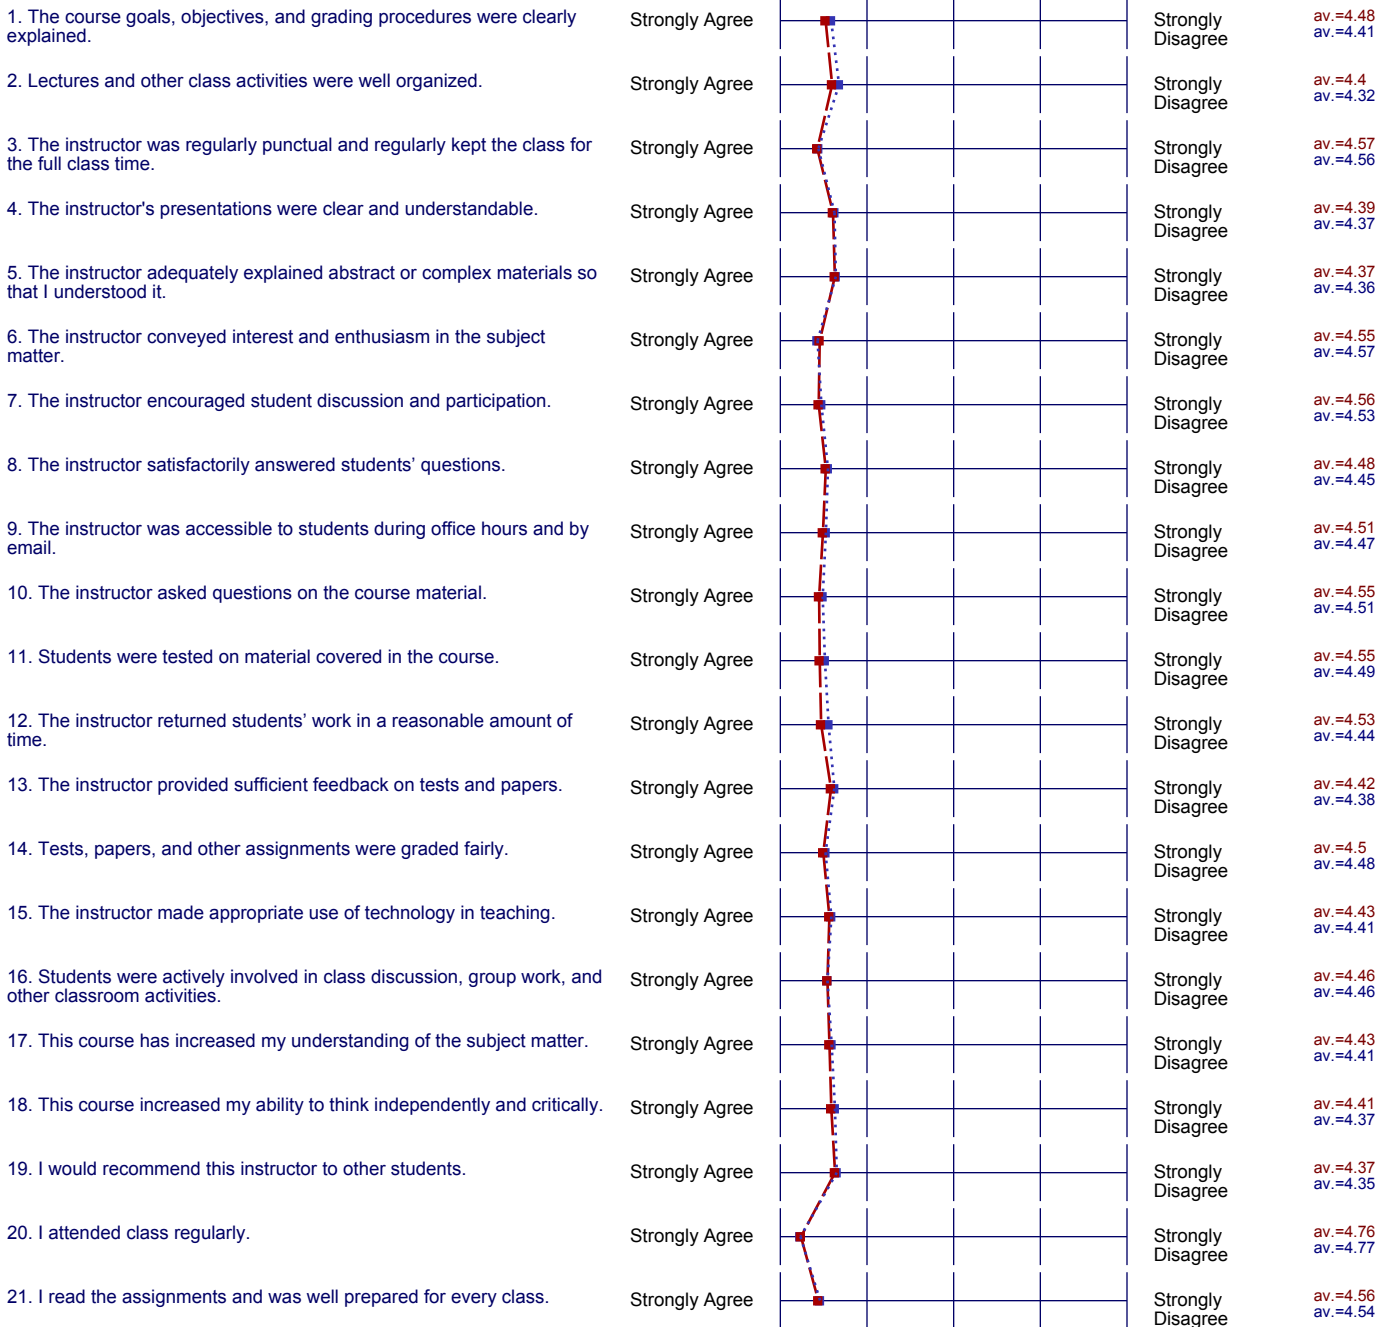 1. The course goals, objectives, and grading procedures were clearly
explained.
Strongly Agree
Strongly
Disagree
av.=4.48
av.=4.41
2. Lectures and other class activities were well organized.
Strongly Agree
Strongly
Disagree
av.=4.4
av.=4.32
3. The instructor was regularly punctual and regularly kept the class for
the full class time.
Strongly Agree
Strongly
Disagree
av.=4.57
av.=4.56
4. The instructor's presentations were clear and understandable.
Strongly Agree
Strongly
Disagree
av.=4.39
av.=4.37
5. The instructor adequately explained abstract or complex materials so
that I understood it.
Strongly Agree
Strongly
Disagree
av.=4.37
av.=4.36
6. The instructor conveyed interest and enthusiasm in the subject
matter.
Strongly Agree
Strongly
Disagree
av.=4.55
av.=4.57
7. The instructor encouraged student discussion and participation.
Strongly Agree
Strongly
Disagree
av.=4.56
av.=4.53
8. The instructor satisfactorily answered students’ questions.
Strongly Agree
Strongly
Disagree
av.=4.48
av.=4.45
9. The instructor was accessible to students during office hours and by
email.
Strongly Agree
Strongly
Disagree
av.=4.51
av.=4.47
10. The instructor asked questions on the course material.
Strongly Agree
Strongly
Disagree
av.=4.55
av.=4.51
11. Students were tested on material covered in the course.
Strongly Agree
Strongly
Disagree
av.=4.55
av.=4.49
12. The instructor returned students’ work in a reasonable amount of
time.
Strongly Agree
Strongly
Disagree
av.=4.53
av.=4.44
13. The instructor provided sufficient feedback on tests and papers.
Strongly Agree
Strongly
Disagree
av.=4.42
av.=4.38
14. Tests, papers, and other assignments were graded fairly.
Strongly Agree
Strongly
Disagree
av.=4.5
av.=4.48
15. The instructor made appropriate use of technology in teaching.
Strongly Agree
Strongly
Disagree
av.=4.43
av.=4.41
16. Students were actively involved in class discussion, group work, and
other classroom activities.
Strongly Agree
Strongly
Disagree
av.=4.46
av.=4.46
17. This course has increased my understanding of the subject matter.
Strongly Agree
Strongly
Disagree
av.=4.43
av.=4.41
18. This course increased my ability to think independently and critically.
Strongly Agree
Strongly
Disagree
av.=4.41
av.=4.37
19. I would recommend this instructor to other students.
Strongly Agree
Strongly
Disagree
av.=4.37
av.=4.35
20. I attended class regularly.
Strongly Agree
Strongly
Disagree
av.=4.76
av.=4.77
21. I read the assignments and was well prepared for every class.
Strongly Agree
Strongly
Disagree
av.=4.56
av.=4.54